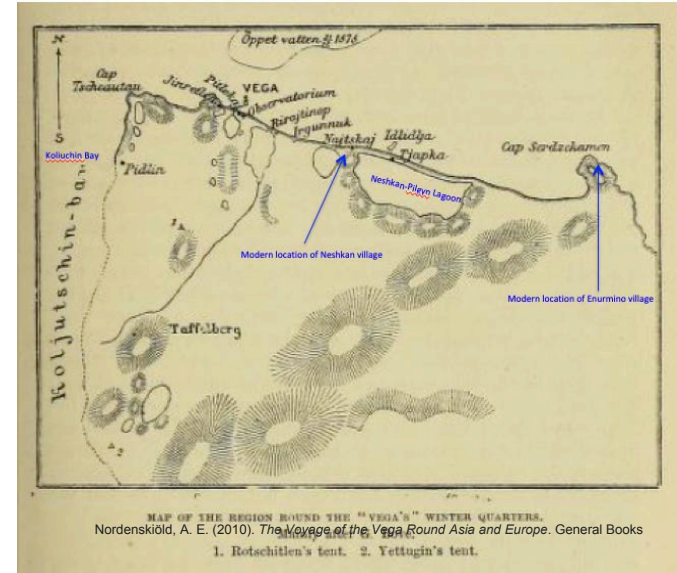 Öppet vatten 2/1 1875.
N
S
Cap
Tscheautau
Jinretlen
Pitlekaj
VEGA
Observatorium
Rirajtinop
Irgunnuk
Najtskaj
Idlidlja
Tjapka
Cap Serdzekamen
Koliuchin Bay
Pidlin
Neshkan-Pilgyn Lagoon
1
Modern location of Neshkan village
Modern location of Enurmino village
Koljutschin-bay
Taffelberg
2
MAP OF THE REGION ROUND THE "VEGA'S" WINTER QUARTERS.
Nordenskiöld, A. E. (2010). The Voyage of the Vega Round Asia and Europe. General Books
1. Rotschitlen's tent. 2. Yettugin's tent.